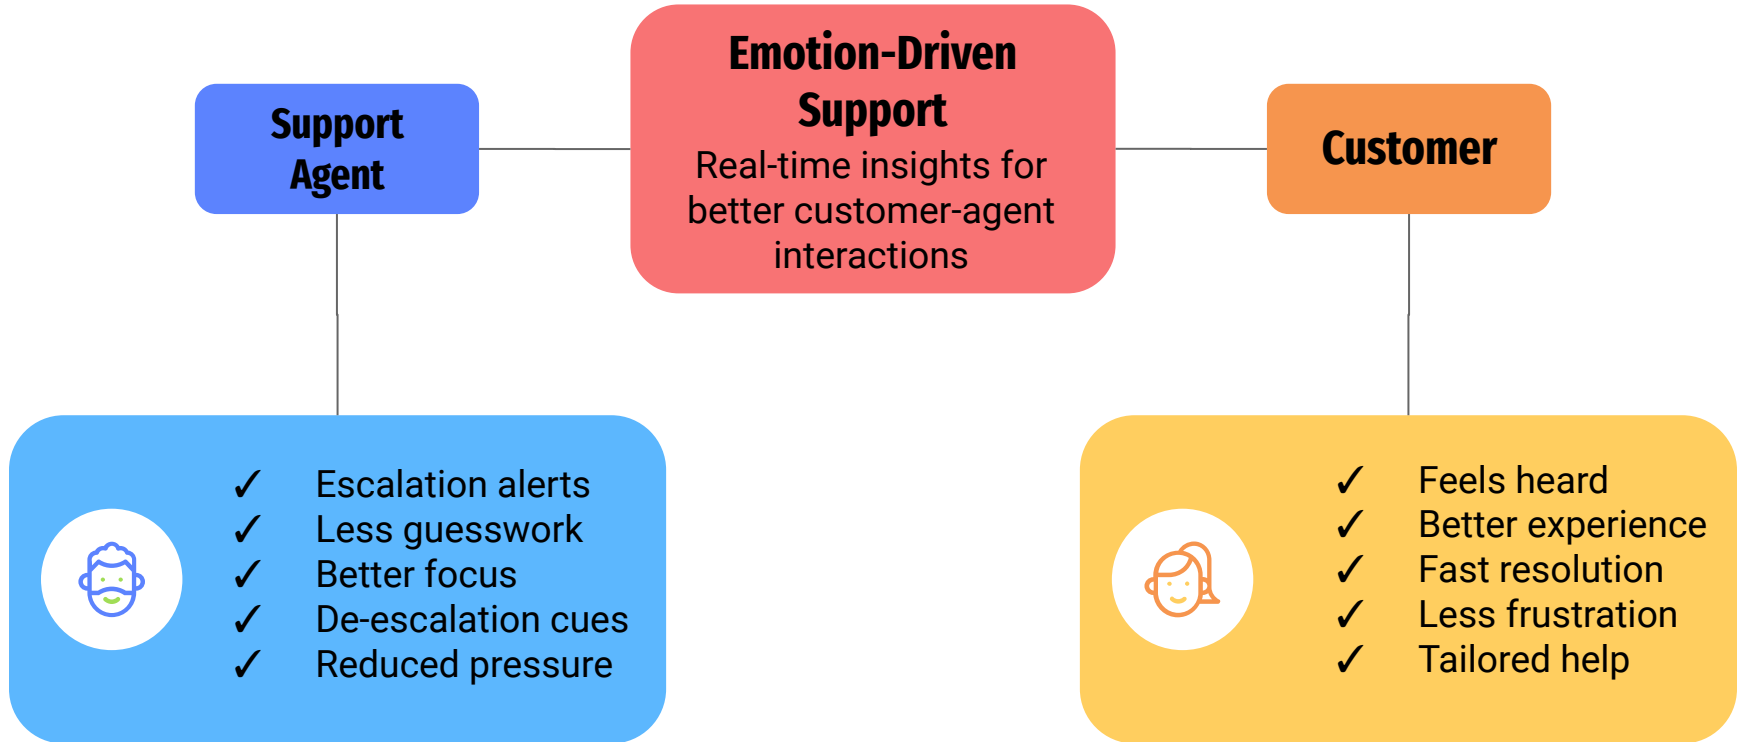 Emotion-Driven
Support
Real-time insights for
better customer-agent
interactions
Support
Agent
Customer
✓ Escalation alerts
✓ Less guesswork
✓ Better focus
✓ De-escalation cues
✓ Reduced pressure
✓ Feels heard
✓ Better experience
✓ Fast resolution
✓ Less frustration
✓ Tailored help